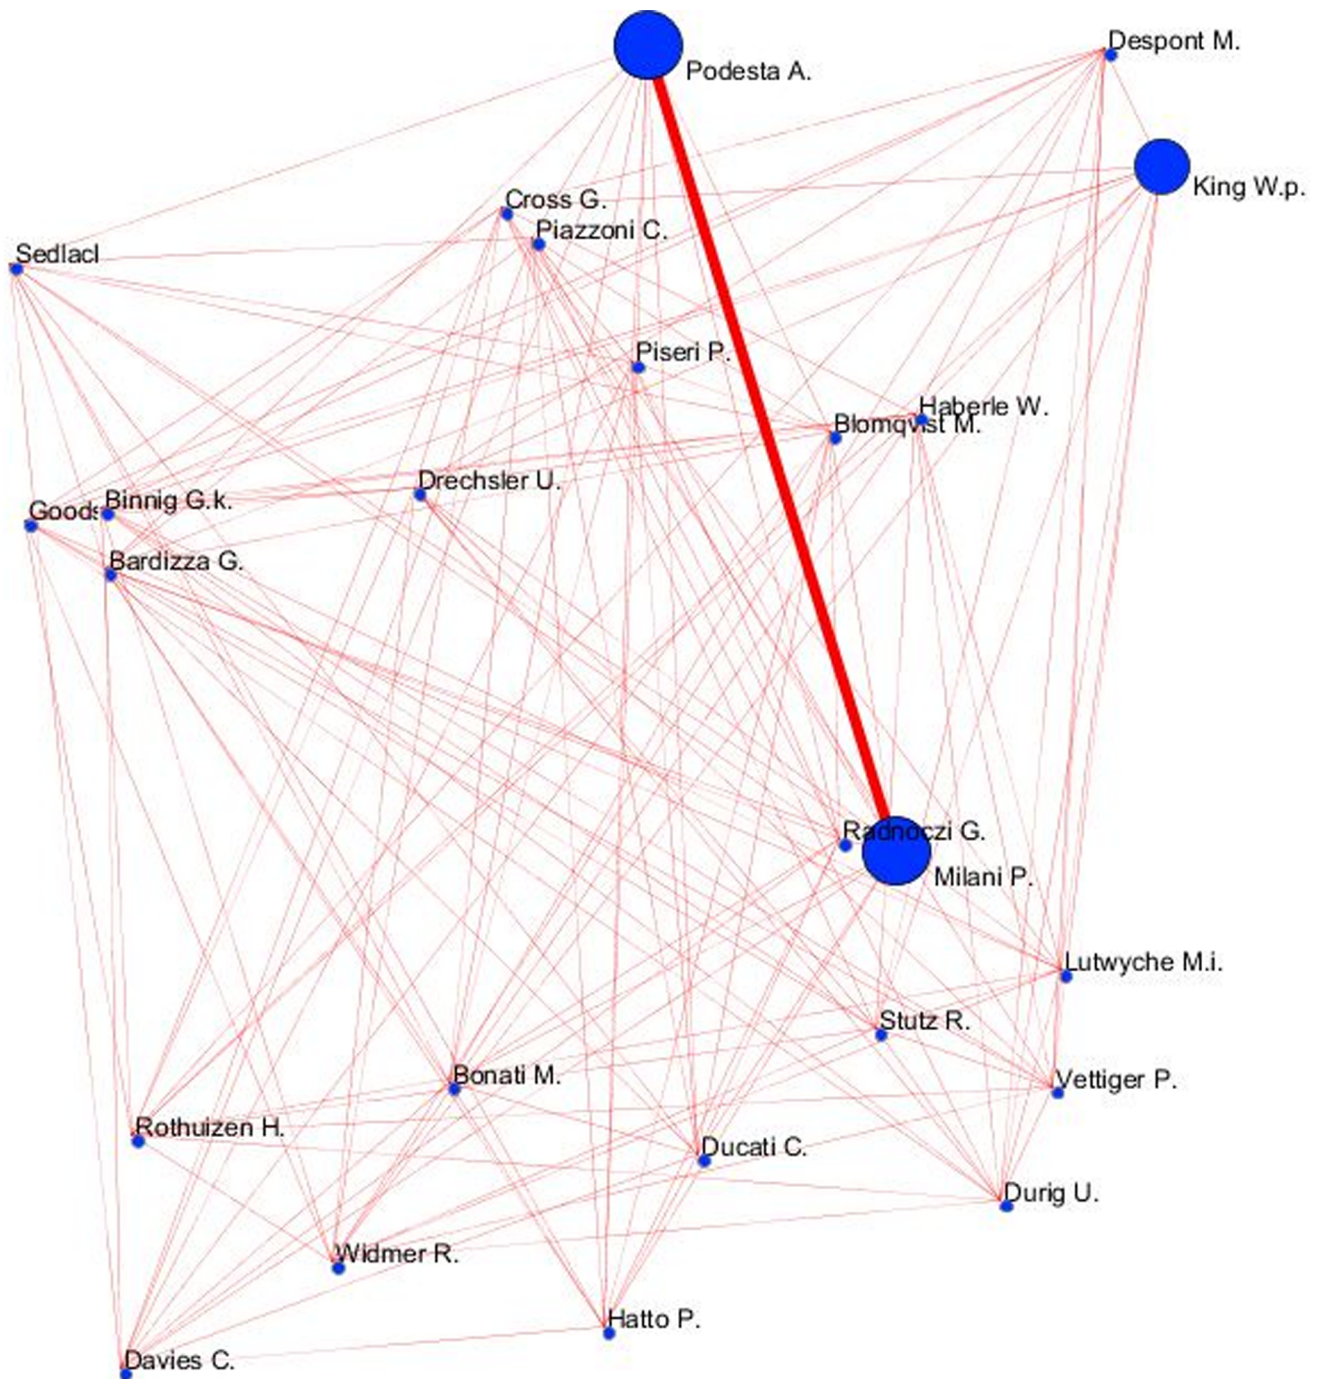 Despont M.
Podesta A.
King W.p.
Cross G.
Piazzoni C.
Sedlacl
Piseri P.
Haberle W.
Blomqvist M.
Drechsler U.
Binnig G.k.
Goods
Bardizza G.
Radnoczi G.
Milani P.
Lutwyche M.i.
Stutz R.
Bonati M.
Vettiger P.
Rothuizen H.
Ducati C.
Durig U.
Widmer R.
Hatto P.
Davies C.